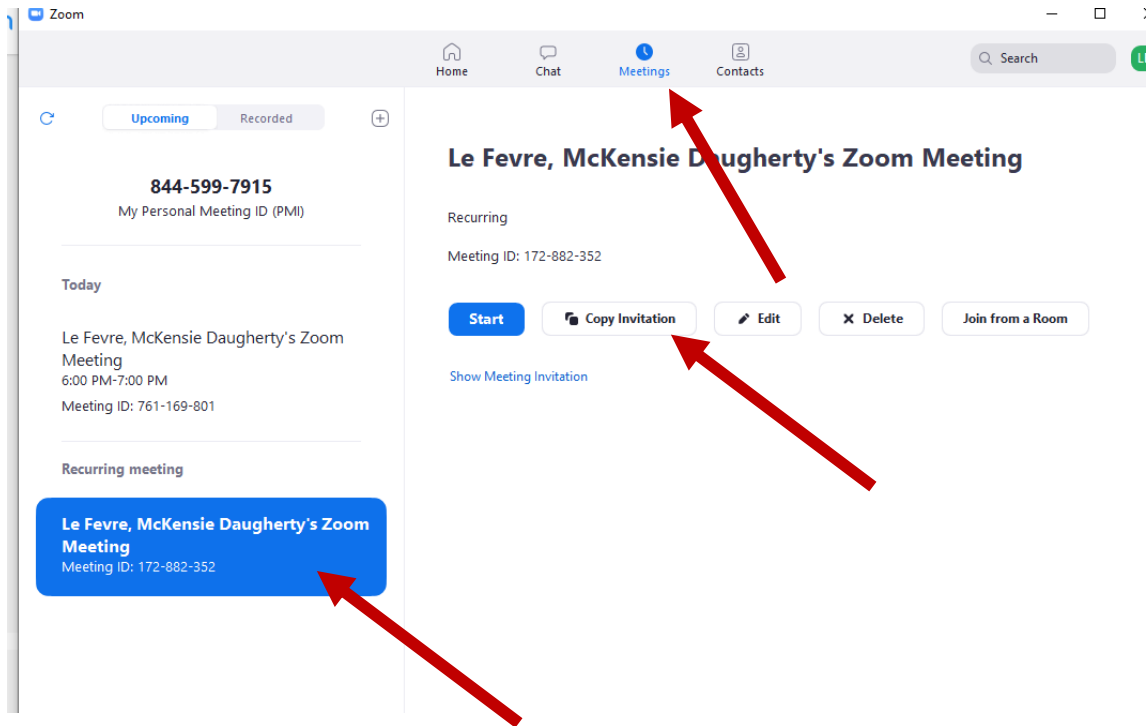 Zoom
Home
Chat
Meetings
Contacts
Search
Upcoming
Recorded
844-599-7915
My Personal Meeting ID (PMI)
Today
Le Fevre, McKensie Daugherty's Zoom
Meeting
6:00 PM-7:00 PM
Meeting ID: 761-169-801
Recurring meeting
Le Fevre, McKensie Daugherty's Zoom
Meeting
Meeting ID: 172-882-352
Le Fevre, McKensie Daugherty's Zoom Meeting
Recurring
Meeting ID: 172-882-352
Start
Copy Invitation
Edit
Delete
Join from a Room
Show Meeting Invitation